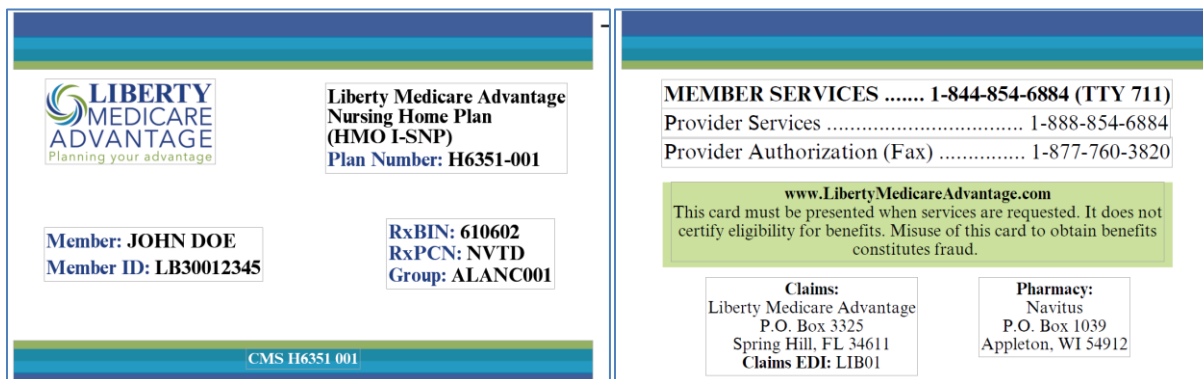 LIBERTY
MEDICARE
ADVANTAGE
Planning your advantage
Liberty Medicare Advantage
Nursing Home Plan
(HMO I-SNP)
Plan Number: H6351-001
Member: JOHN DOE
Member ID: LB30012345
RxBIN: 610602
RxPCN: NVTD
Group: ALANC001
CMS H6351 001
MEMBER SERVICES ....... 1-844-854-6884 (TTY 711)
Provider Services .................................. 1-888-854-6884
Provider Authorization (Fax) ............... 1-877-760-3820
www.LibertyMedicareAdvantage.com
This card must be presented when services are requested. It does not
certify eligibility for benefits. Misuse of this card to obtain benefits
constitutes fraud.
Claims:
Liberty Medicare Advantage
P.O. Box 3325
Spring Hill, FL 34611
Claims EDI: LIB01
Pharmacy:
Navitus
P.O. Box 1039
Appleton, WI 54912